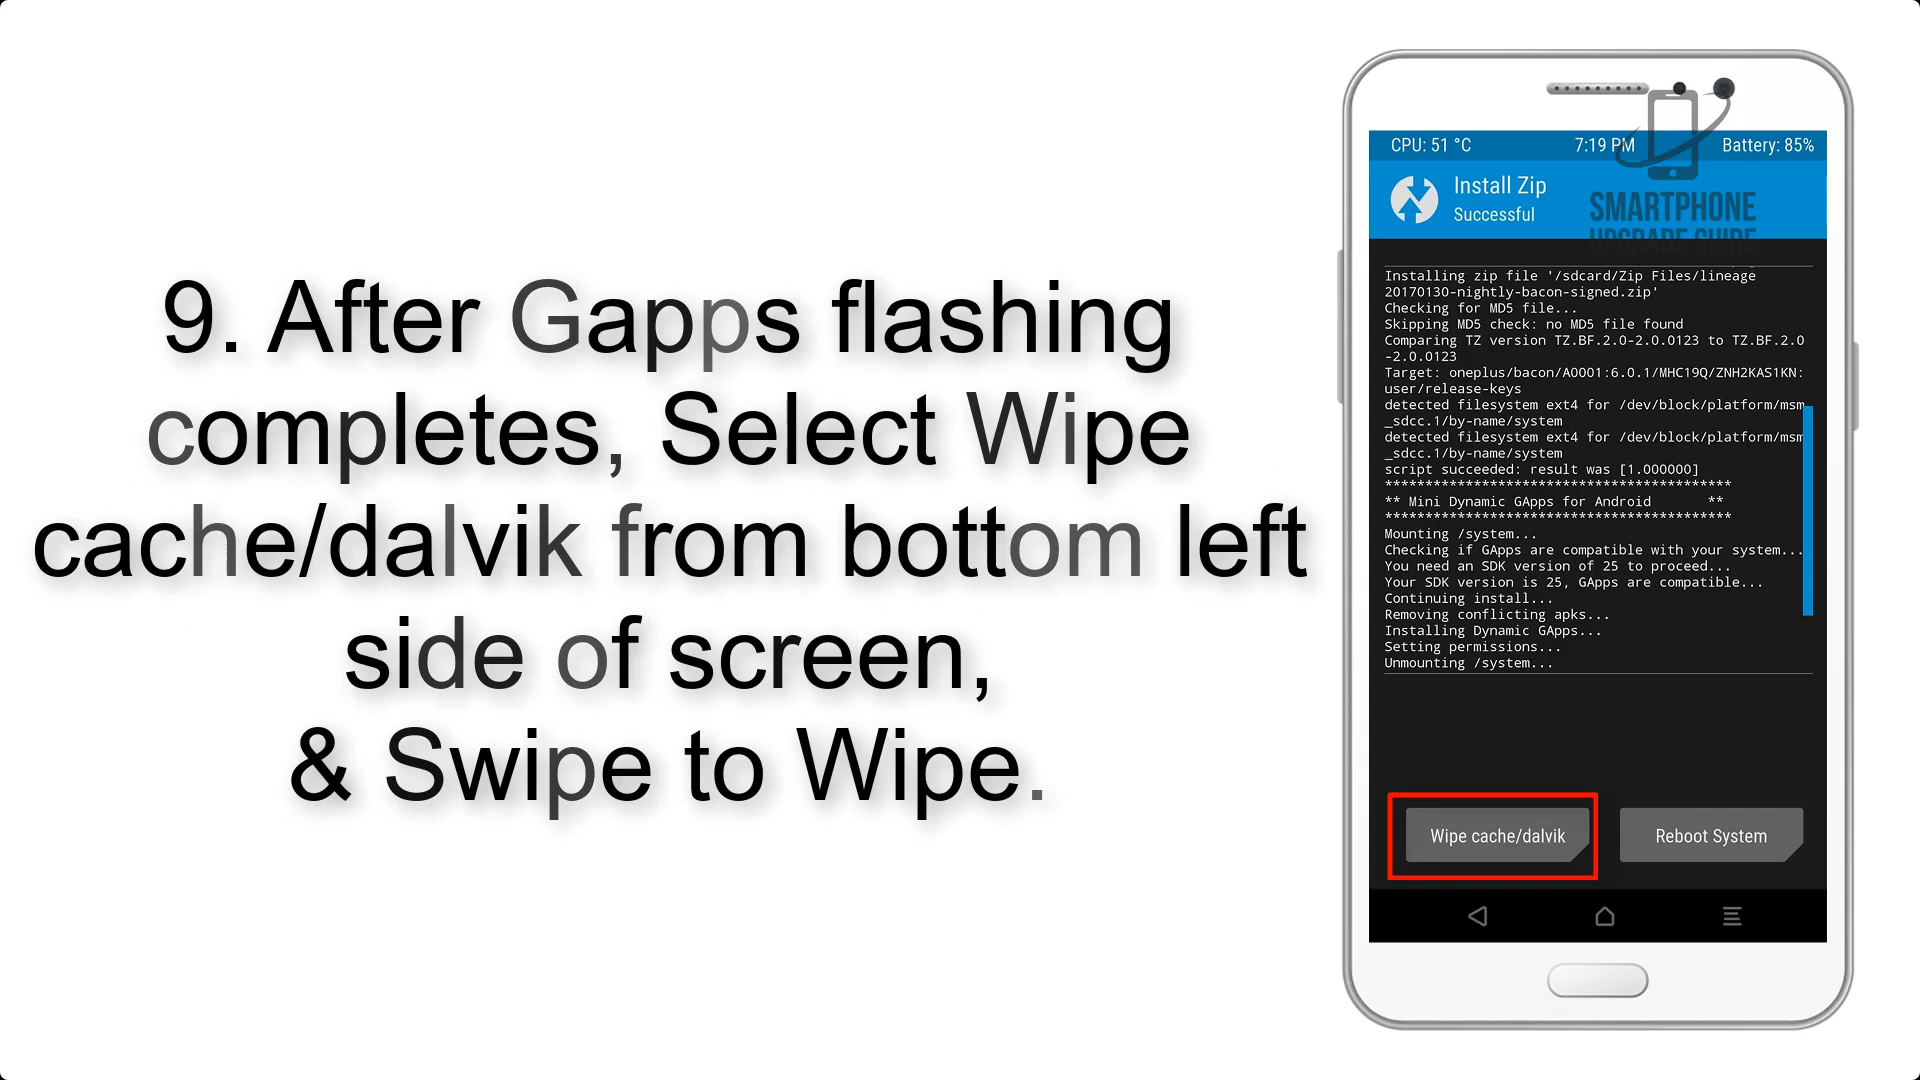 9. After Gapps flashing
completes, Select Wipe
cache/dalvik from bottom left
side of screen,
& Swipe to Wipe.
CPU: 51 °C 7:19 PM Battery: 85%
Install Zip
Successful
SMARTPHONE
UPGRADE GUIDE
Installing zip file '/sdcard/Zip Files/lineage
20170130-nightly-bacon-signed.zip'
Checking for MD5 file...
Skipping MD5 check: no MD5 file found
Comparing TZ version TZ.BF.2.0-2.0.0123 to TZ.BF.2.0
-2.0.0123
Target: oneplus/bacon/A0001:6.0.1/MHC19Q/ZNH2KAS1KN:
user/release-keys
detected filesystem ext4 for /dev/block/platform/msm
_sdcc.1/by-name/system
detected filesystem ext4 for /dev/block/platform/msm
_sdcc.1/by-name/system
script succeeded: result was [1.000000]
*******************************************
** Mini Dynamic GApps for Android **
*******************************************
Mounting /system...
Checking if GApps are compatible with your system...
You need an SDK version of 25 to proceed...
Your SDK version is 25, GApps are compatible...
Continuing install...
Removing conflicting apks...
Installing Dynamic GApps...
Setting permissions...
Unmounting /system...
Wipe cache/dalvik Reboot System